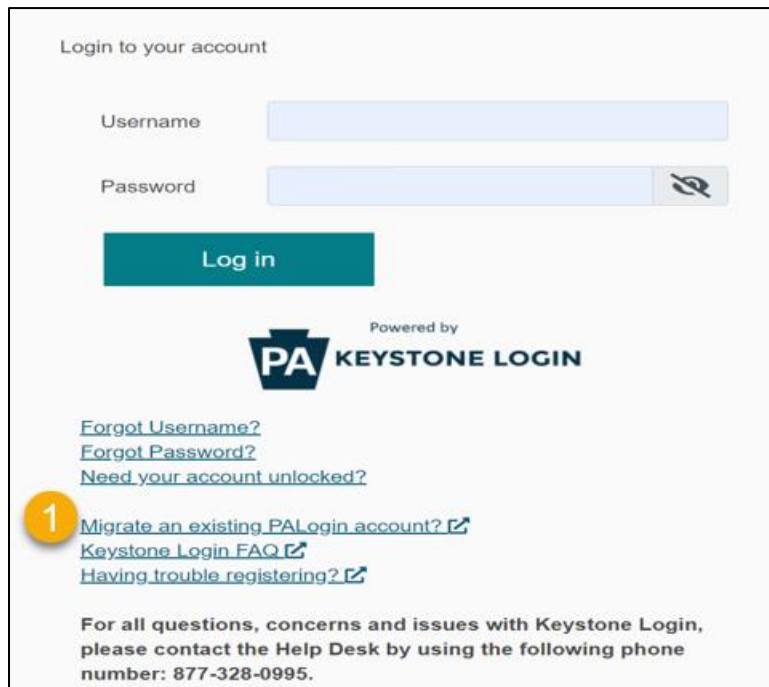 Login to your account
Username
Password
Log in
Powered by
PA KEYSTONE LOGIN
Forgot Username?
Forgot Password?
Need your account unlocked?
1
Migrate an existing PALogin account?
Keystone Login FAQ
Having trouble registering?
For all questions, concerns and issues with Keystone Login,
please contact the Help Desk by using the following phone
number: 877-328-0995.